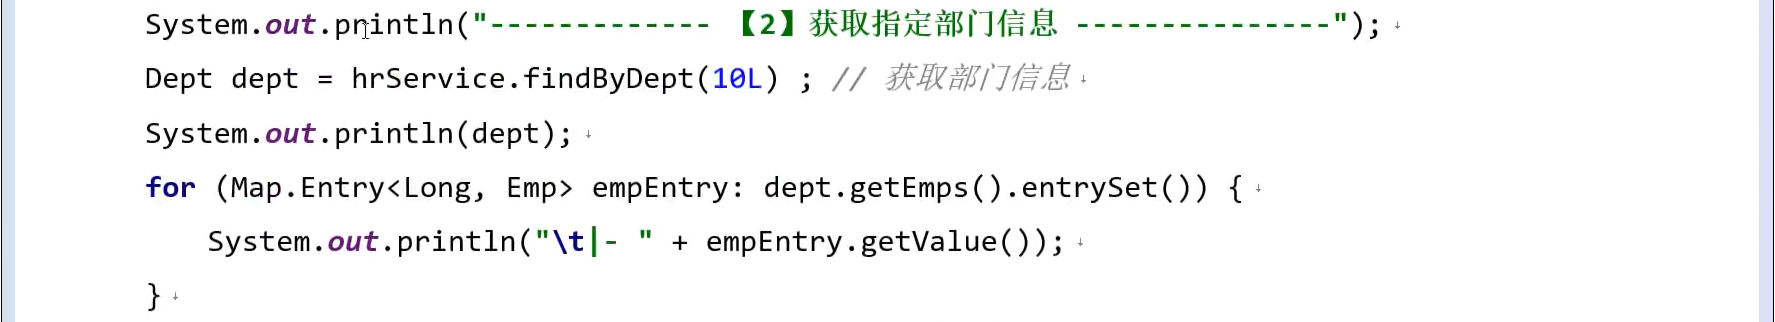 System.out.println("------------- 【2】获取指定部门信息 ---------------");
Dept dept = hrService.findByDept(10L) ; // 获取部门信息
System.out.println(dept);
for (Map.Entry<Long, Emp> empEntry: dept.getEmps().entrySet()) {
    System.out.println("\t|- " + empEntry.getValue());
}